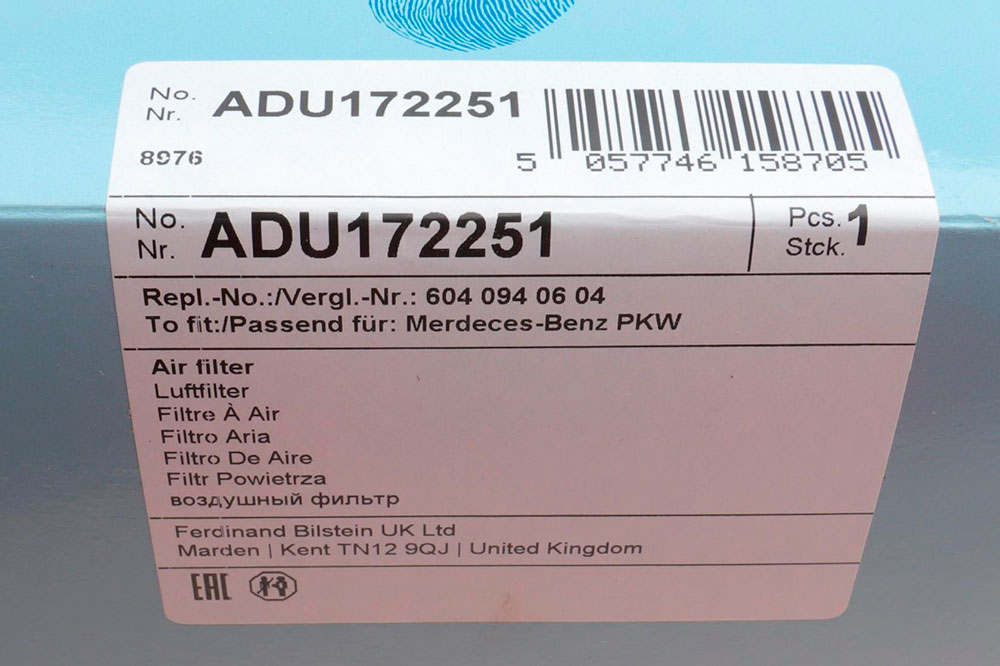 No. ADU172251
Nr.
8976
5 057746 158705
No. ADU172251
Nr.
Pcs. 1
Stck.
Repl.-No.:/Vergl.-Nr.: 604 094 06 04
To fit:/Passend für: Merdeces-Benz PKW
Air filter
Luftfilter
Filtre À Air
Filtro Aria
Filtro De Aire
Filtr Powietrza
воздушный фильтр
Ferdinand Bilstein UK Ltd
Marden | Kent TN12 9QJ | United Kingdom
EAC